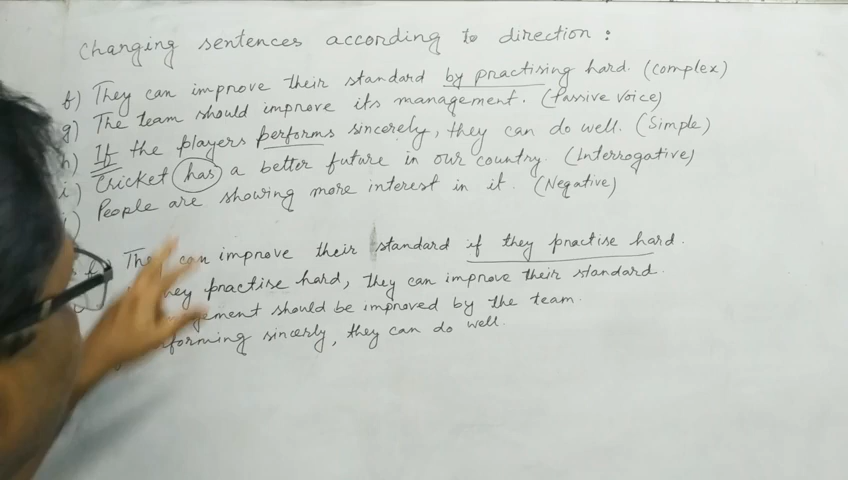 Changing sentences according to direction :
f) They can improve their standard by practising hard. (Complex)
g) The team should improve its management. (Passive Voice)
h) If the players performs sincerely, they can do well. (Simple)
i) Cricket has a better future in our country. (Interrogative)
People are showing more interest in it. (Negative)
They can improve their standard if they practise hard.
they practise hard, they can improve their standard.
should be improved by the team.
sincerly, they can do well.